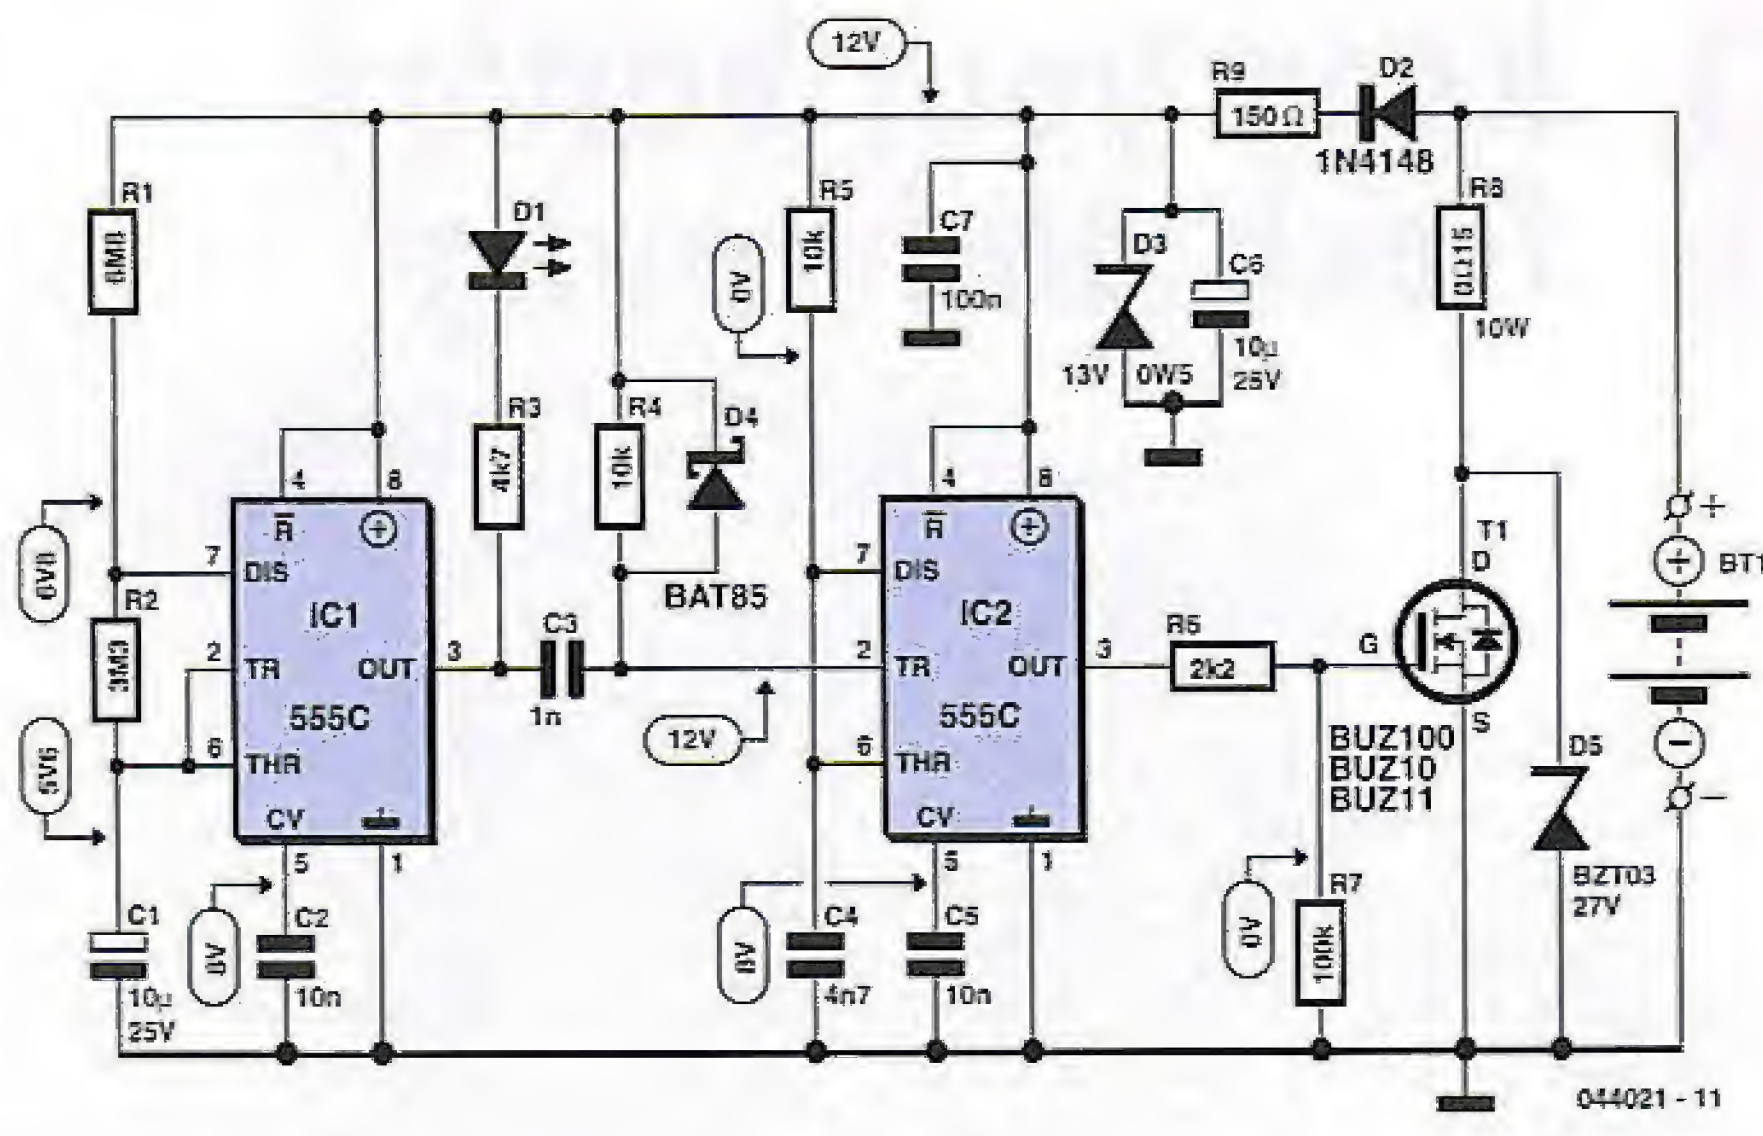 12V
R9
D2
150 Ω
1N4148
R1
D1
R5
10k
C7
100n
D3
C6
10µ
25V
13V
0W5
R8
0Ω15
10W
0V
R3
4k7
R4
10k
D4
BAT85
4
8
R
7
DIS
IC1
2
TR
OUT
3
555C
6
THR
CV
5
1
R2
3M3
C3
1n
12V
4
8
R
7
DIS
IC2
2
TR
OUT
3
555C
6
THR
CV
5
1
R6
2k2
T1
D
G
S
BUZ100
BUZ10
BUZ11
+
BT1
–
D5
BZT03
27V
C1
10µ
25V
8V
C2
10n
8V
C4
4n7
C5
10n
0V
R7
100k
044021 - 11